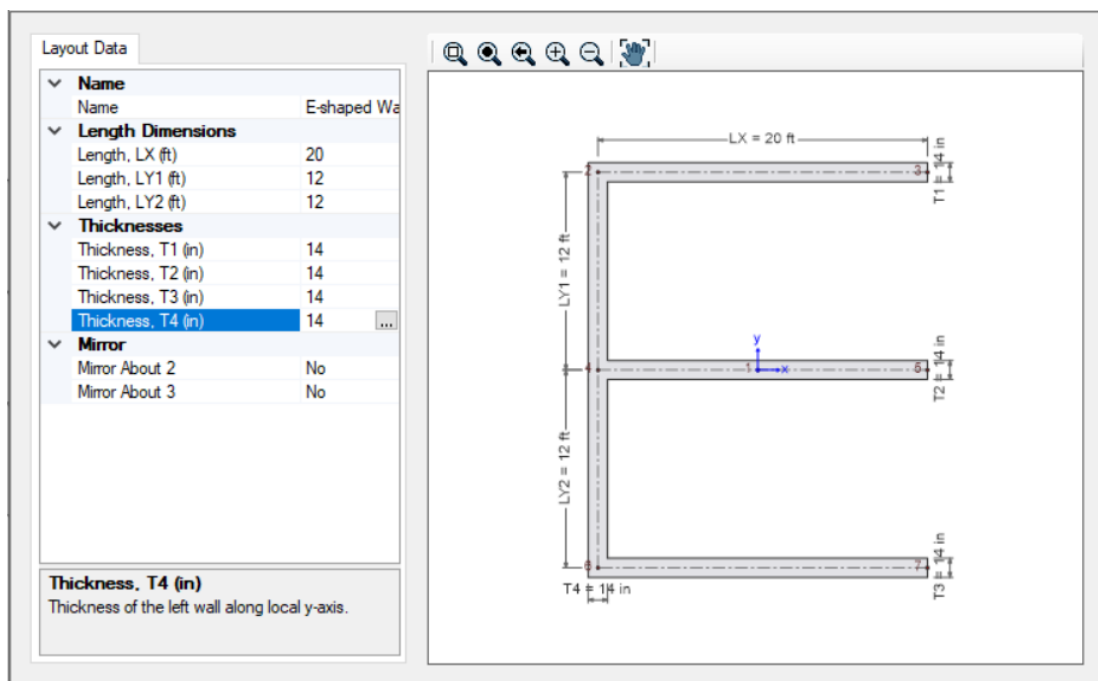 Layout Data
Name
Name E-shaped Wa
Length Dimensions
Length, LX (ft) 20
Length, LY1 (ft) 12
Length, LY2 (ft) 12
Thicknesses
Thickness, T1 (in) 14
Thickness, T2 (in) 14
Thickness, T3 (in) 14
Thickness, T4 (in) 14 ...
Mirror
Mirror About 2 No
Mirror About 3 No
Thickness, T4 (in)
Thickness of the left wall along local y-axis.
LX = 20 ft
2
3
T1 = 14 in
LY1 = 12 ft
y
4
1
x
5
T2 = 14 in
LY2 = 12 ft
6
7
T3 = 14 in
T4 = 14 in